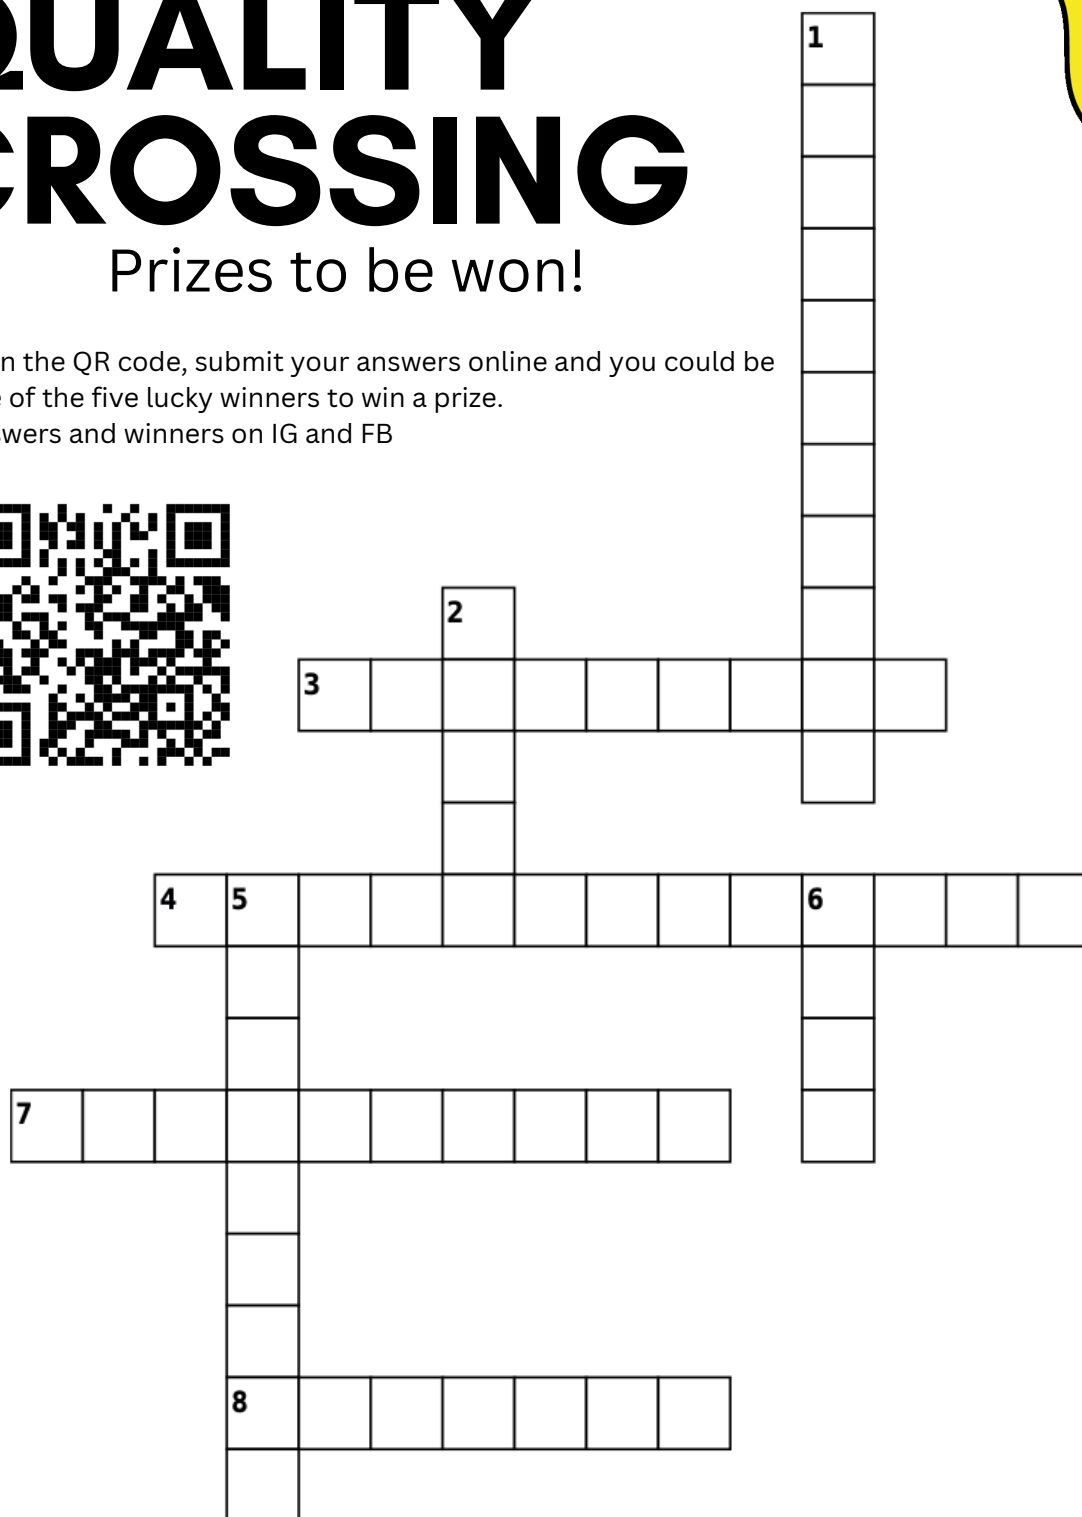 QUALITY
CROSSING
Prizes to be won!
n the QR code, submit your answers online and you could be
e of the five lucky winners to win a prize.
swers and winners on IG and FB
1
2
3
4 5 6
7
8